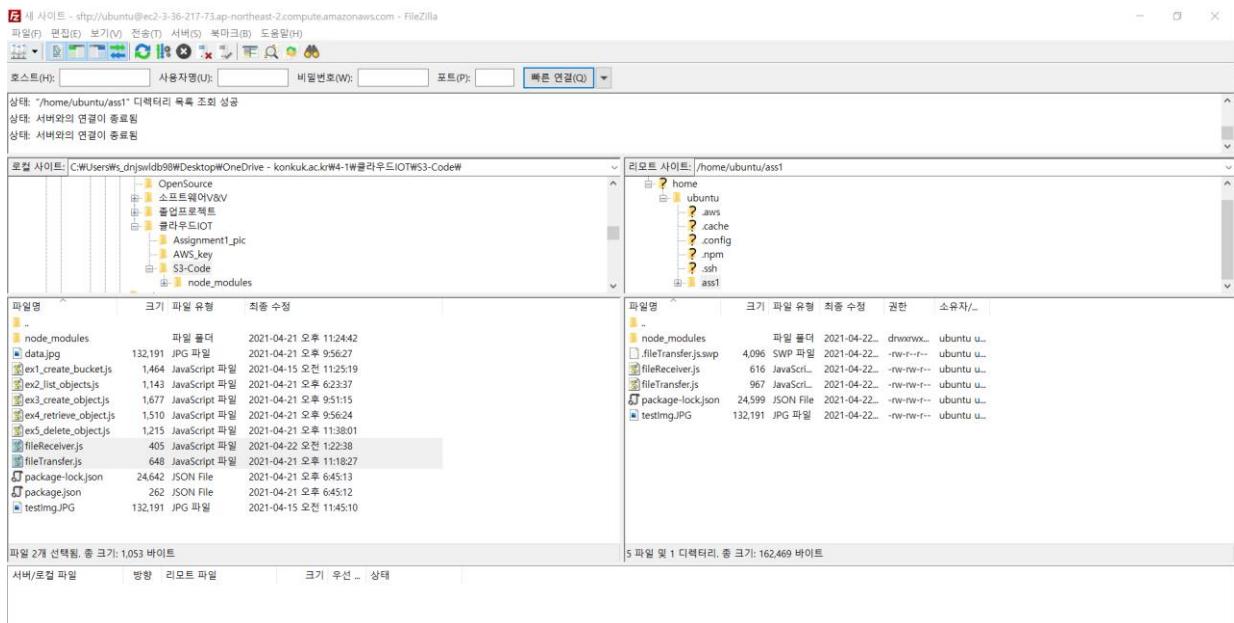 새 사이트 - sftp://ubuntu@ec2-3-36-217-73.ap-northeast-2.compute.amazonaws.com - FileZilla
파일(F) 편집(E) 보기(V) 전송(T) 서버(S) 북마크(B) 도움말(H)
호스트(H): 사용자명(U): 비밀번호(W): 포트(P): 빠른 연결(Q)
상태: "/home/ubuntu/ass1" 디렉터리 목록 조회 성공
상태: 서버와의 연결이 종료됨
상태: 서버와의 연결이 종료됨
로컬 사이트: C:₩Users₩s_dnjswldb98₩Desktop₩OneDrive - konkuk.ac.kr₩4-1₩클라우드IOT₩S3-Code₩
OpenSource
소프트웨어V&V
졸업프로젝트
클라우드IOT
Assignment1_pic
AWS_key
S3-Code
node_modules
리모트 사이트: /home/ubuntu/ass1
home
ubuntu
.aws
.cache
.config
.npm
.ssh
ass1
파일명 크기 파일 유형 최종 수정
..
node_modules 파일 폴더 2021-04-21 오후 11:24:42
data.jpg 132,191 JPG 파일 2021-04-21 오후 9:56:27
ex1_create_bucket.js 1,464 JavaScript 파일 2021-04-15 오전 11:25:19
ex2_list_objects.js 1,143 JavaScript 파일 2021-04-21 오후 6:23:37
ex3_create_object.js 1,677 JavaScript 파일 2021-04-21 오후 9:51:15
ex4_retrieve_object.js 1,510 JavaScript 파일 2021-04-21 오후 9:56:24
ex5_delete_object.js 1,215 JavaScript 파일 2021-04-21 오후 11:38:01
fileReceiver.js 405 JavaScript 파일 2021-04-22 오전 1:22:38
fileTransfer.js 648 JavaScript 파일 2021-04-21 오후 11:18:27
package-lock.json 24,642 JSON File 2021-04-21 오후 6:45:13
package.json 262 JSON File 2021-04-21 오후 6:45:12
testImg.JPG 132,191 JPG 파일 2021-04-15 오전 11:45:10
파일 2개 선택됨. 총 크기: 1,053 바이트
파일명 크기 파일 유형 최종 수정 권한 소유자/...
..
node_modules 파일 폴더 2021-04-22... drwxrwx... ubuntu u...
.fileTransfer.js.swp 4,096 SWP 파일 2021-04-22... -rw-r--r-- ubuntu u...
fileReceiver.js 616 JavaScri... 2021-04-22... -rw-rw-r-- ubuntu u...
fileTransfer.js 967 JavaScri... 2021-04-22... -rw-rw-r-- ubuntu u...
package-lock.json 24,599 JSON File 2021-04-22... -rw-rw-r-- ubuntu u...
testImg.JPG 132,191 JPG 파일 2021-04-22... -rw-rw-r-- ubuntu u...
5 파일 및 1 디렉터리. 총 크기: 162,469 바이트
서버/로컬 파일 방향 리모트 파일 크기 우선 ... 상태